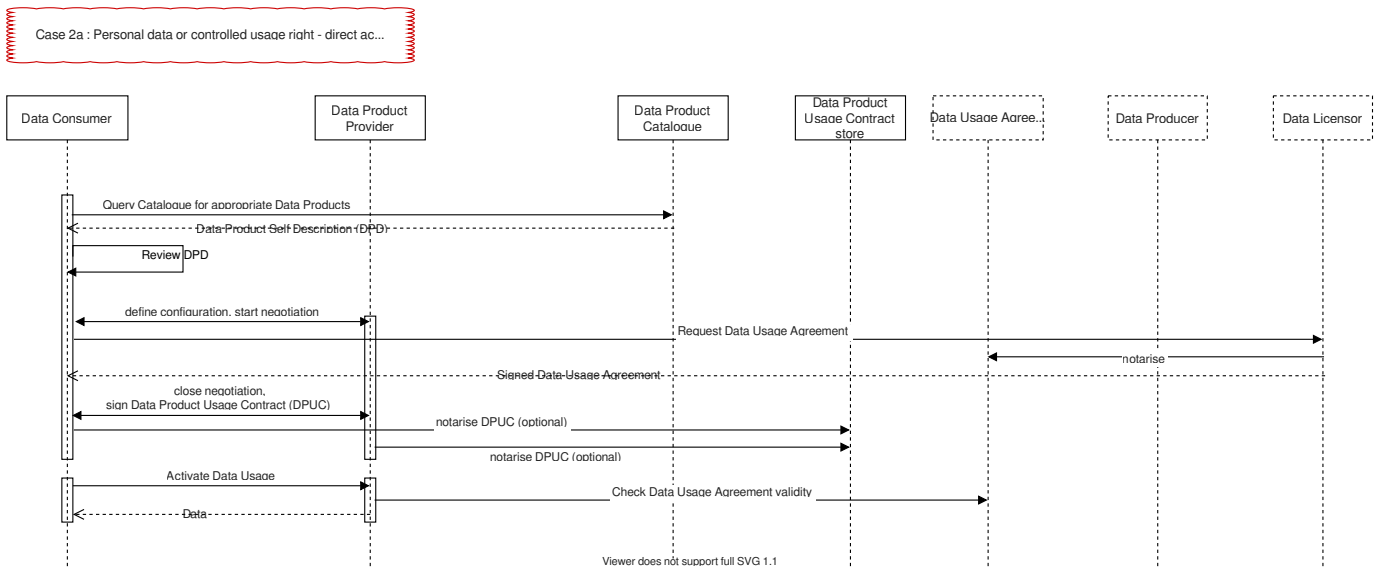 Case 2a : Personal data or controlled usage right - direct ac...
Data Consumer
Data Product
Provider
Data Product
Catalogue
Data Product
Usage Contract
store
Data Usage Agree...
Data Producer
Data Licensor
Query Catalogue for appropriate Data Products
Data Product Self Description (DPD)
Review DPD
define configuration, start negotiation
Request Data Usage Agreement
notarise
Signed Data Usage Agreement
close negotiation,
sign Data Product Usage Contract (DPUC)
notarise DPUC (optional)
notarise DPUC (optional)
Activate Data Usage
Check Data Usage Agreement validity
Data
Viewer does not support full SVG 1.1